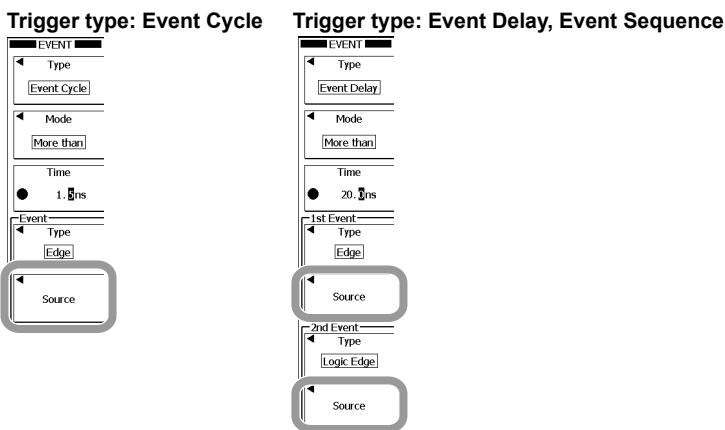 Trigger type: Event Cycle
EVENT
Type
Event Cycle
Mode
More than
Time
1.5ns
Event
Type
Edge
Source
Trigger type: Event Delay, Event Sequence
EVENT
Type
Event Delay
Mode
More than
Time
20.0ns
1st Event
Type
Edge
Source
2nd Event
Type
Logic Edge
Source